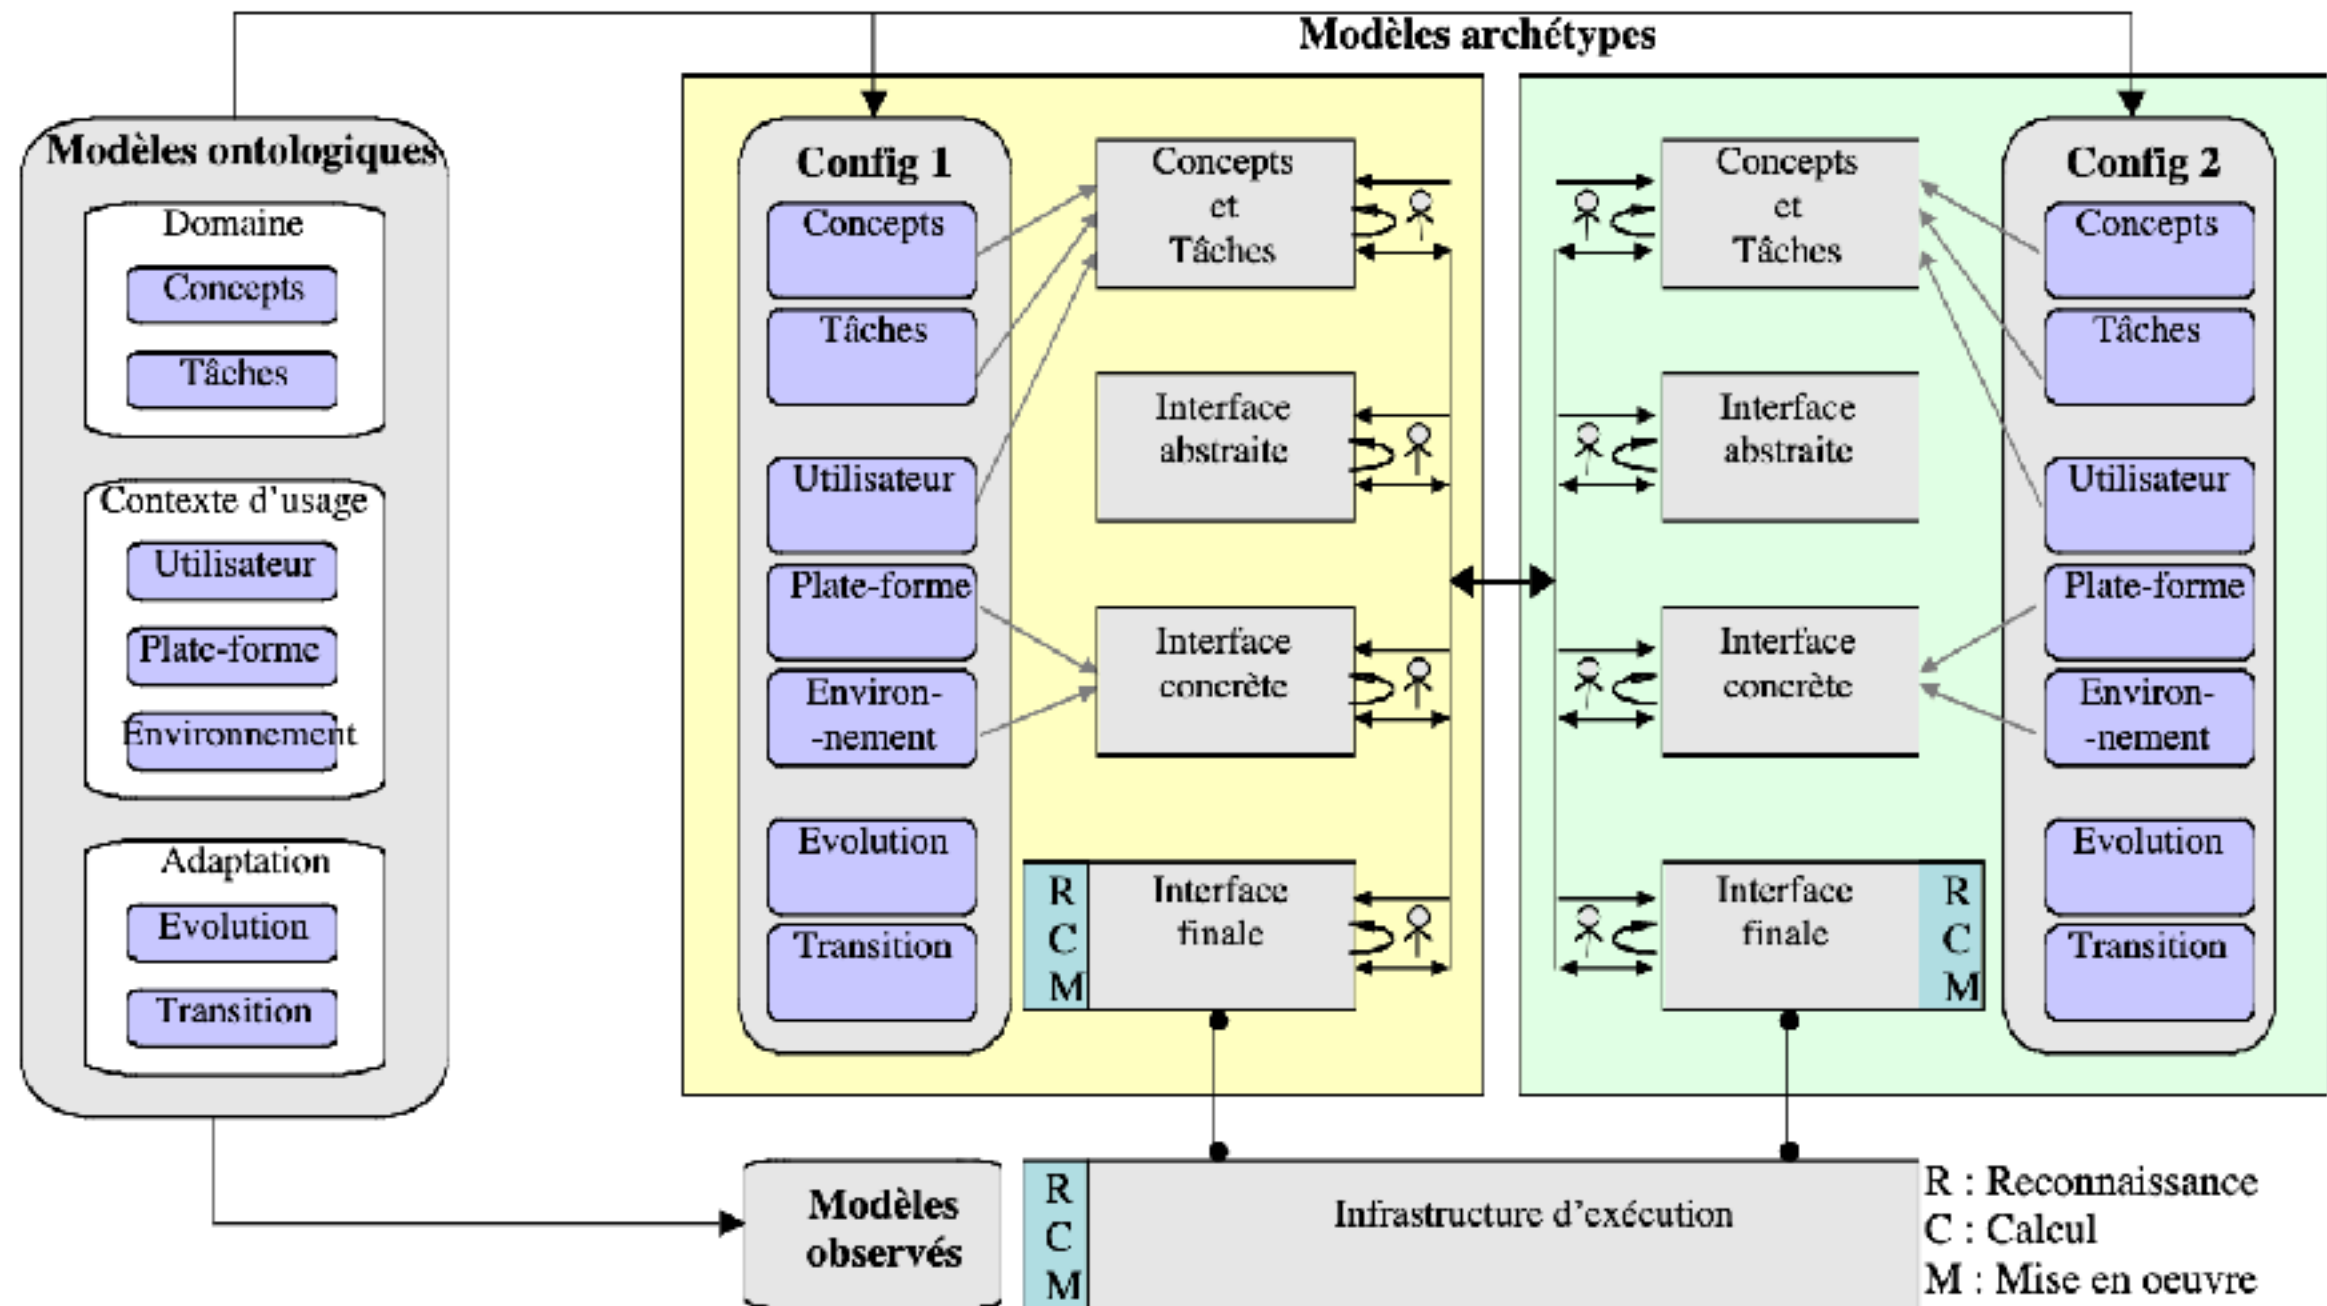 Modèles archétypes
Modèles ontologiques
Domaine
Concepts
Tâches
Contexte d'usage
Utilisateur
Plate-forme
Environnement
Adaptation
Evolution
Transition
Config 1
Concepts
Tâches
Utilisateur
Plate-forme
Environ-
-nement
Evolution
Transition
Concepts
et
Tâches
Interface
abstraite
Interface
concrète
R
C
M
Interface
finale
Concepts
et
Tâches
Interface
abstraite
Interface
concrète
Interface
finale
R
C
M
Config 2
Concepts
Tâches
Utilisateur
Plate-forme
Environ-
-nement
Evolution
Transition
Modèles
observés
R
C
M
Infrastructure d'exécution
R : Reconnaissance
C : Calcul
M : Mise en oeuvre